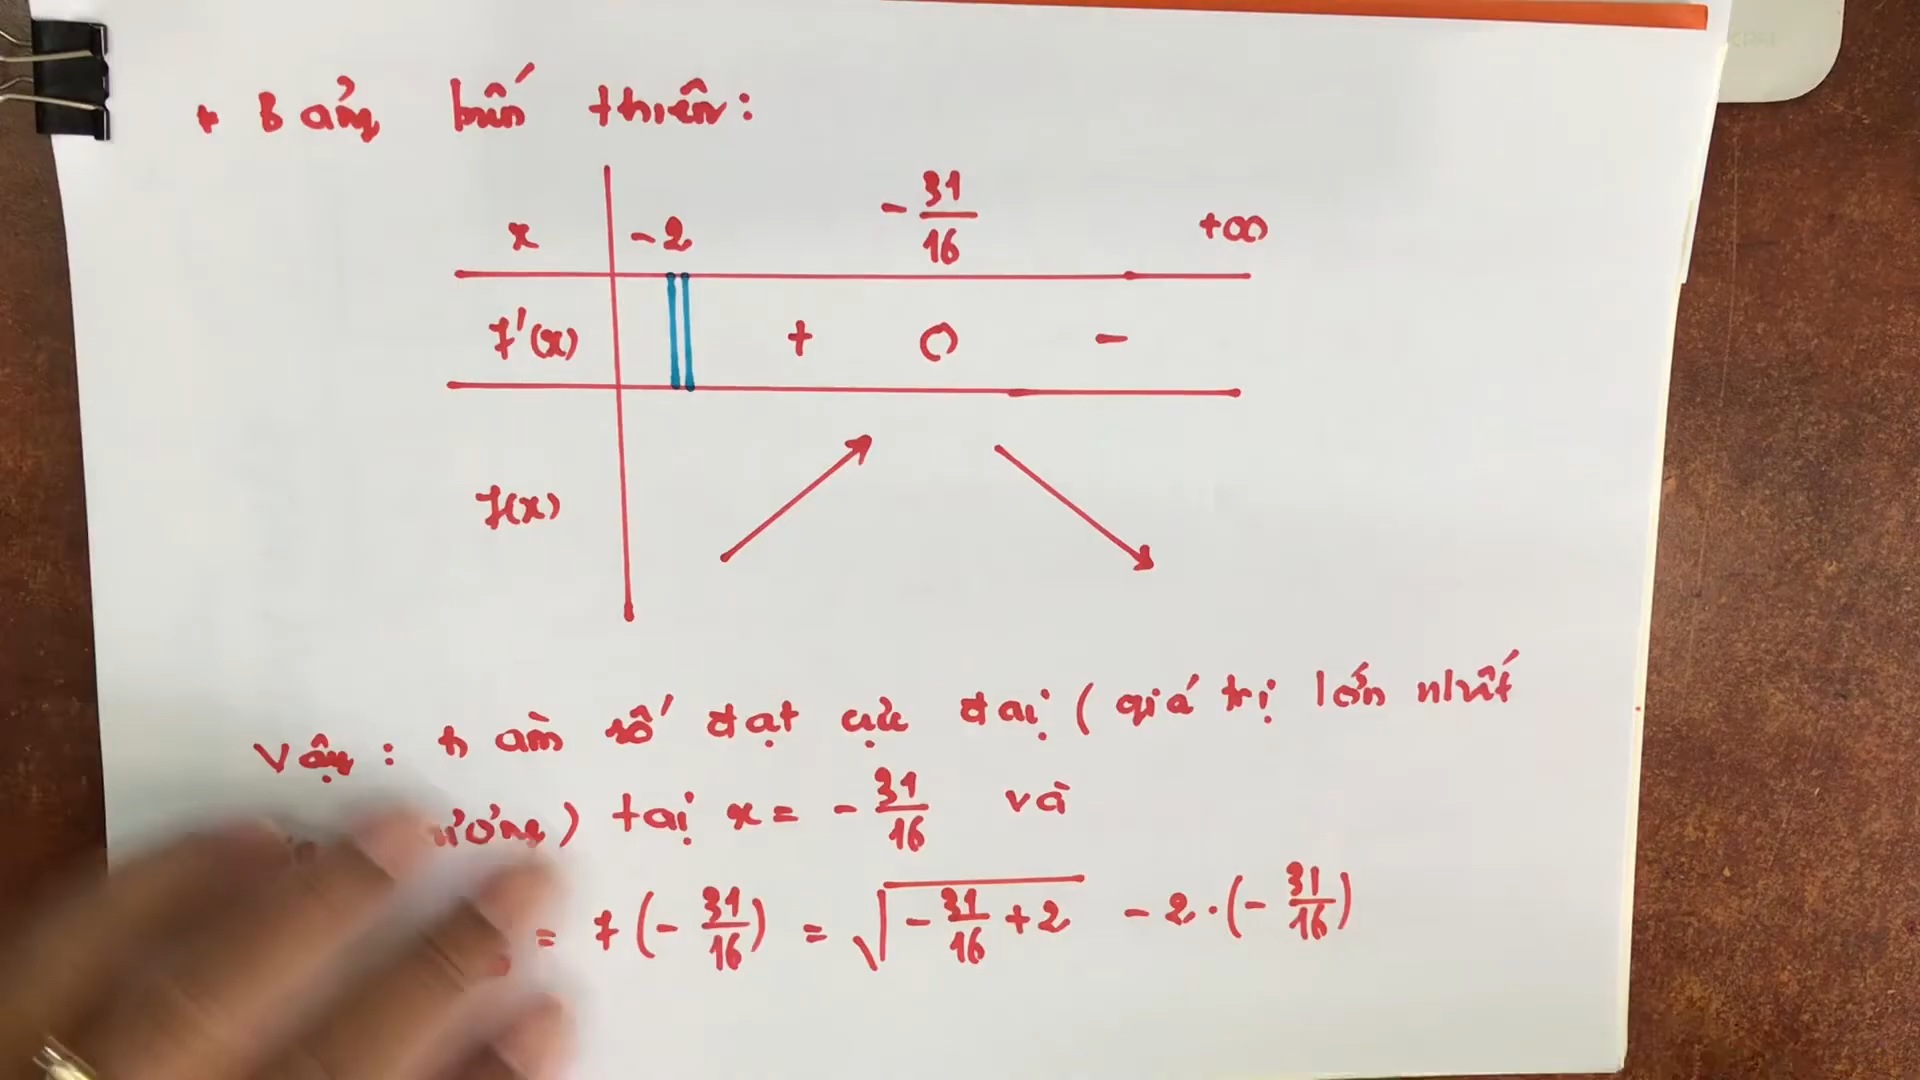 * Bảng biến thiên:
x -2 -31/16 +∞
f'(x) || + 0 -
f(x)
Vậy: hàm số đạt cực đại (giá trị lớn nhất
) tại x = -31/16 và
= f(-31/16) = √(-31/16 + 2) - 2·(-31/16)